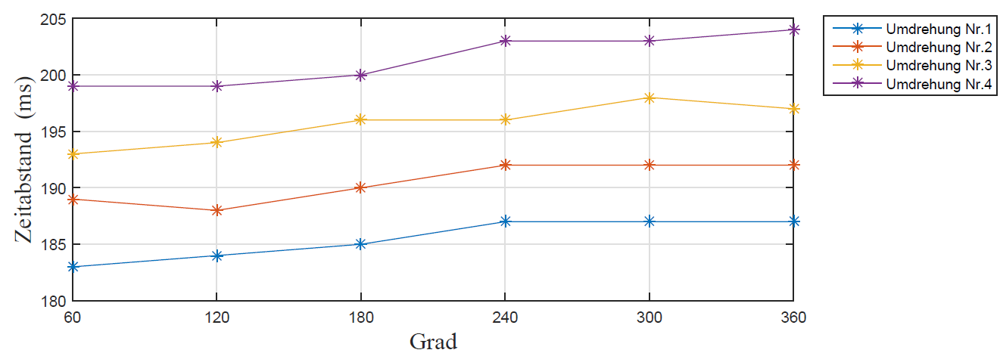 205
200
195
190
185
180
Zeitabstand (ms)
60 120 180 240 300 360
Grad
Umdrehung Nr.1
Umdrehung Nr.2
Umdrehung Nr.3
Umdrehung Nr.4